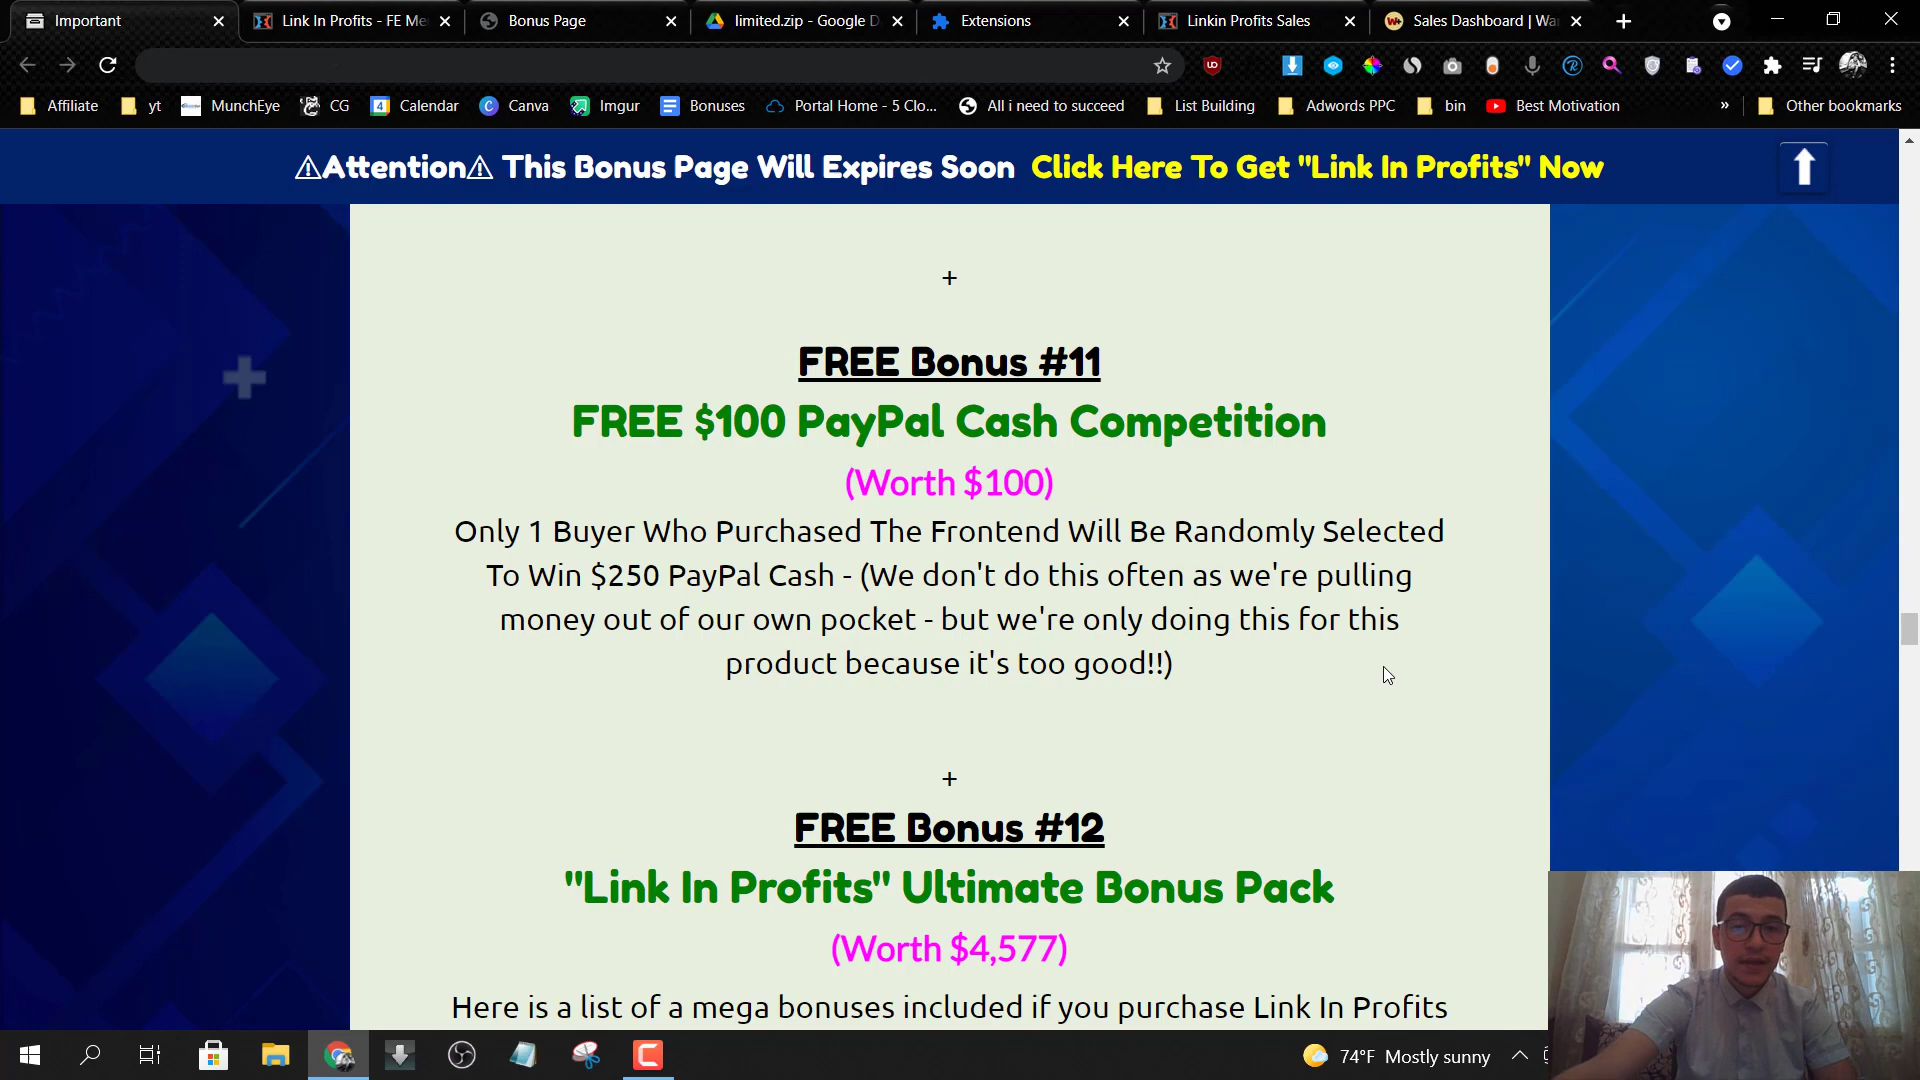 Important
Link In Profits - FE Me
Bonus Page
limited.zip - Google D
Extensions
Linkin Profits Sales
Sales Dashboard | Wa
Affiliate
yt
MunchEye
CG
Calendar
Canva
Imgur
Bonuses
Portal Home - 5 Clo...
All i need to succeed
List Building
Adwords PPC
bin
Best Motivation
»
Other bookmarks
⚠Attention⚠ This Bonus Page Will Expires Soon Click Here To Get "Link In Profits" Now
+
FREE Bonus #11
FREE $100 PayPal Cash Competition
(Worth $100)
Only 1 Buyer Who Purchased The Frontend Will Be Randomly Selected
To Win $250 PayPal Cash - (We don't do this often as we're pulling
money out of our own pocket - but we're only doing this for this
product because it's too good!!)
+
FREE Bonus #12
"Link In Profits" Ultimate Bonus Pack
(Worth $4,577)
Here is a list of a mega bonuses included if you purchase Link In Profits
74°F Mostly sunny